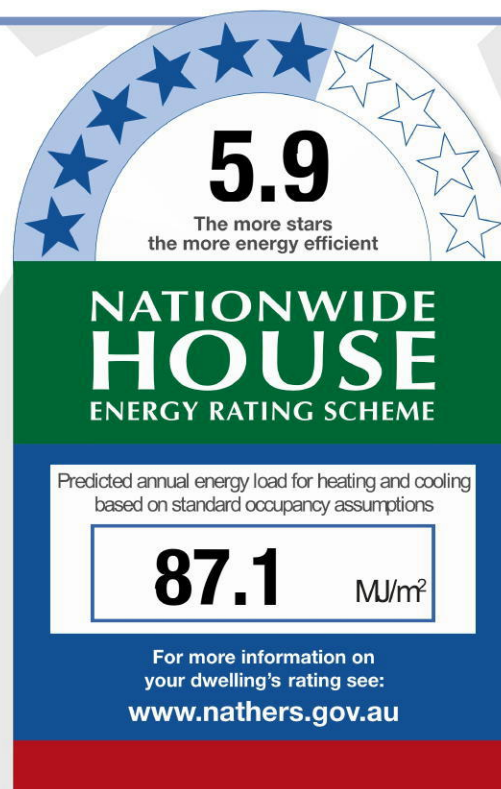 5.9
The more stars
the more energy efficient
NATIONWIDE
HOUSE
ENERGY RATING SCHEME
Predicted annual energy load for heating and cooling
based on standard occupancy assumptions
87.1 MJ/m²
For more information on
your dwelling's rating see:
www.nathers.gov.au